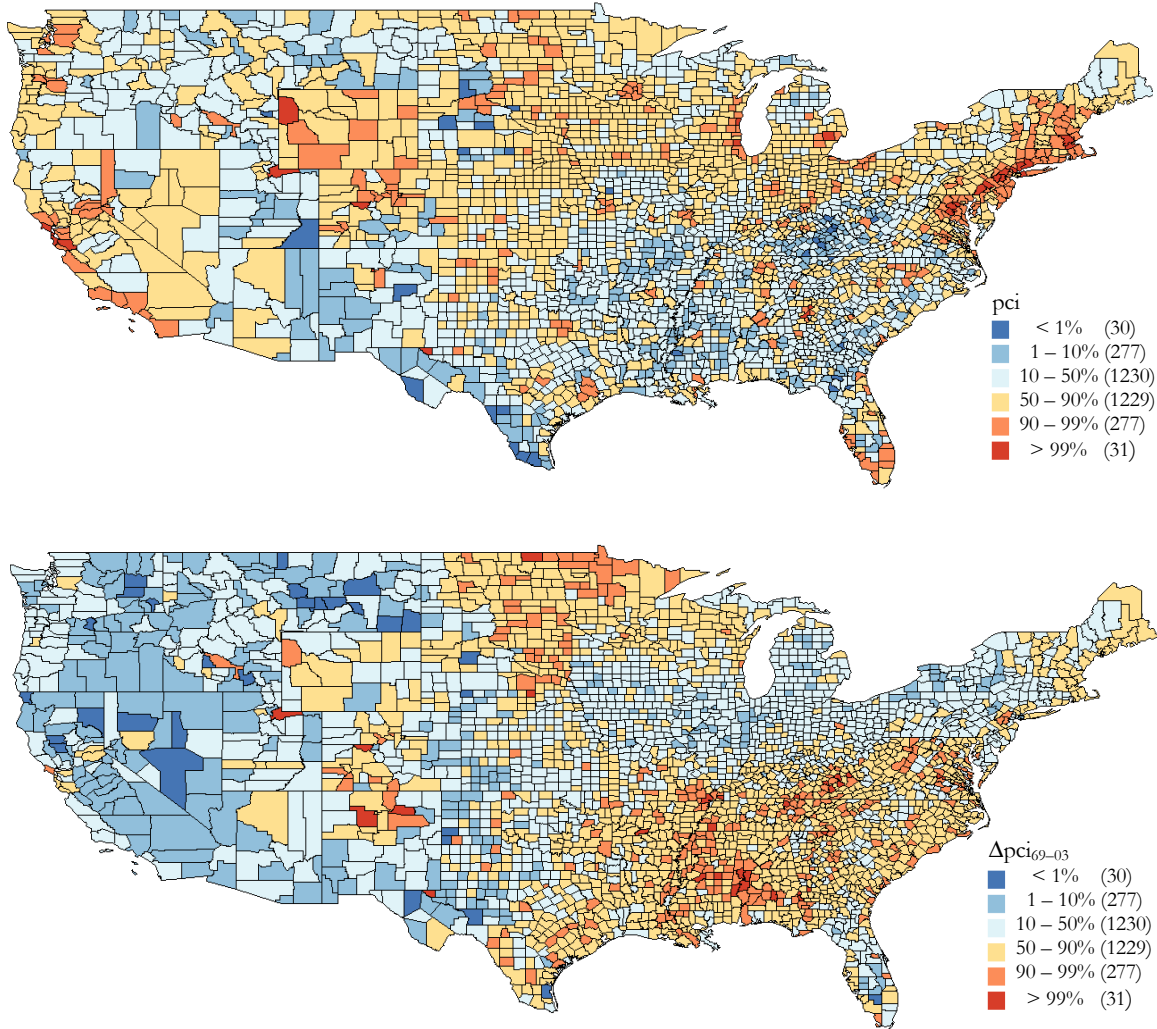 pci
< 1% (30)
1 – 10% (277)
10 – 50% (1230)
50 – 90% (1229)
90 – 99% (277)
> 99% (31)
Δpci69–03
< 1% (30)
1 – 10% (277)
10 – 50% (1230)
50 – 90% (1229)
90 – 99% (277)
> 99% (31)